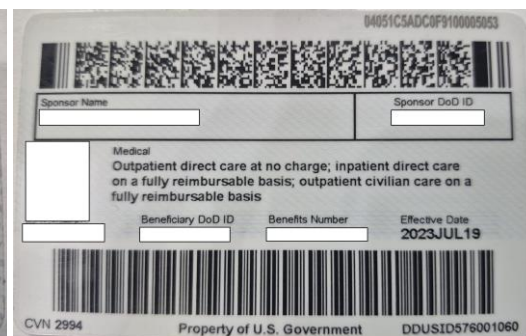 04051C5ADC0F9100005053
Sponsor Name
Sponsor DoD ID
Medical
Outpatient direct care at no charge; inpatient direct care
on a fully reimbursable basis; outpatient civilian care on a
fully reimbursable basis
Beneficiary DoD ID
Benefits Number
Effective Date
2023JUL19
CVN 2994
Property of U.S. Government
DDUSID576001060